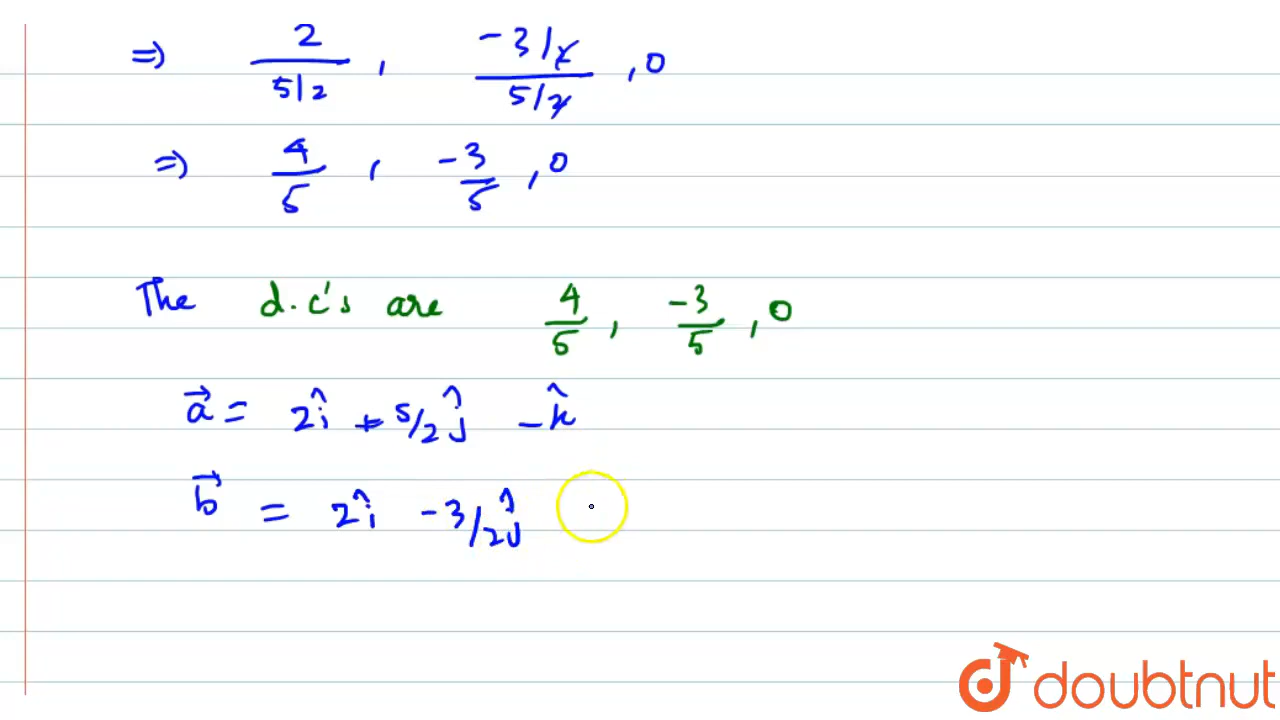 ⇒ 2 / 5/2 , -3/2 / 5/2 , 0
⇒ 4/5 , -3/5 , 0
The d.c's are 4/5 , -3/5 , 0
a⃗ = 2î + 5/2 ĵ - k̂
b⃗ = 2î - 3/2 ĵ
doubtnut